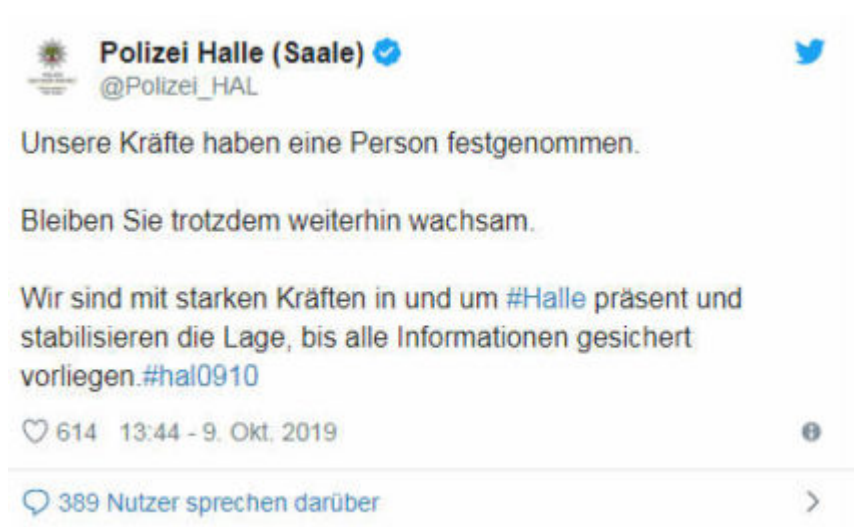 Polizei Halle (Saale)
@Polizei_HAL
Unsere Kräfte haben eine Person festgenommen.
Bleiben Sie trotzdem weiterhin wachsam.
Wir sind mit starken Kräften in und um #Halle präsent und
stabilisieren die Lage, bis alle Informationen gesichert
vorliegen.#hal0910
614 13:44 - 9. Okt. 2019
389 Nutzer sprechen darüber